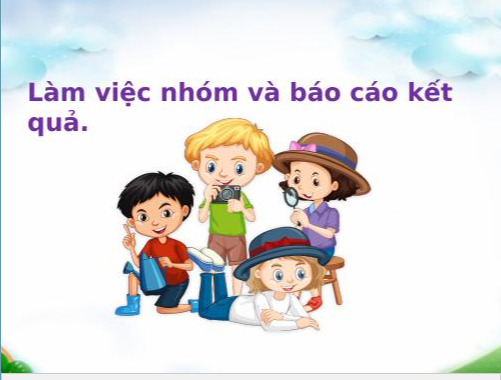 Làm việc nhóm và báo cáo kết
quả.